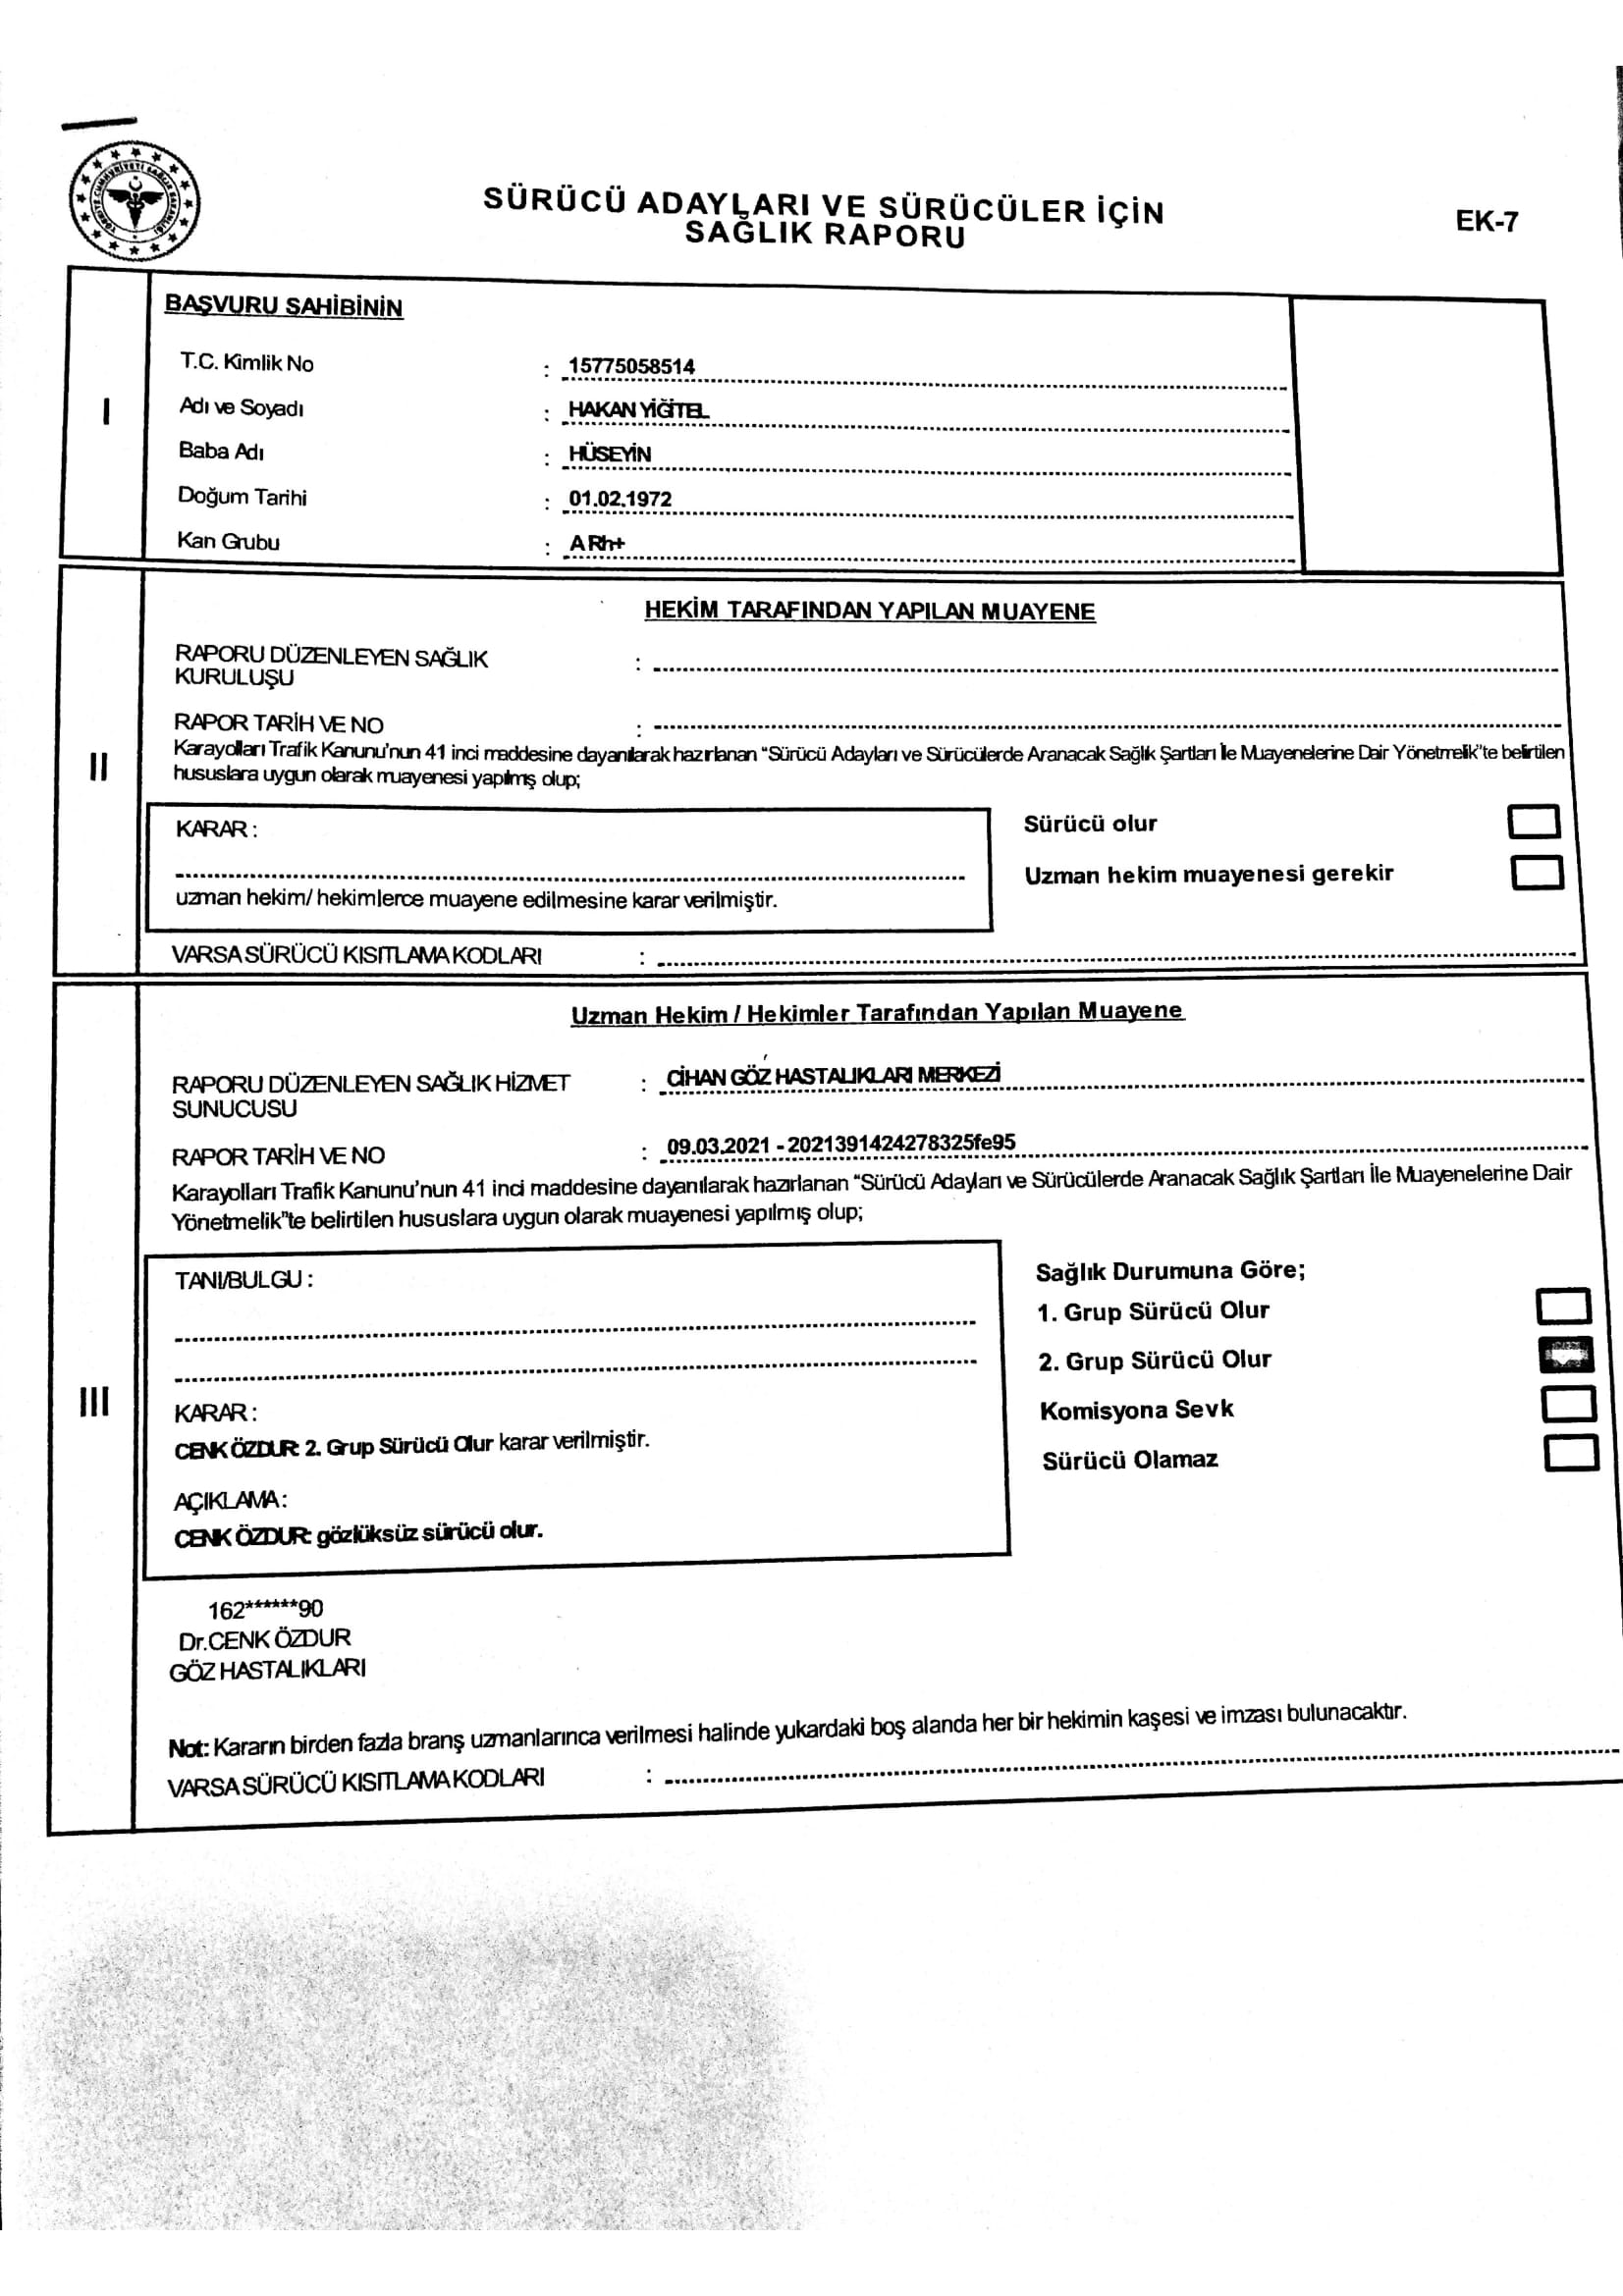 TÜRKİYE CUMHURİYETİ SAĞLIK BAKANLIĞI
SÜRÜCÜ ADAYLARI VE SÜRÜCÜLER İÇİN
SAĞLIK RAPORU
EK-7
I
BAŞVURU SAHİBİNİN
T.C. Kimlik No : 15775058514
Adı ve Soyadı : HAKAN YİĞİTEL
Baba Adı : HÜSEYİN
Doğum Tarihi : 01.02.1972
Kan Grubu : A Rh+
II
HEKİM TARAFINDAN YAPILAN MUAYENE
RAPORU DÜZENLEYEN SAĞLIK
KURULUŞU :
RAPOR TARİH VE NO :
Karayolları Trafik Kanunu'nun 41 inci maddesine dayanılarak hazırlanan "Sürücü Adayları ve Sürücülerde Aranacak Sağlık Şartları İle Muayenelerine Dair Yönetmelik"te belirtilen
hususlara uygun olarak muayenesi yapılmış olup;
KARAR :
uzman hekim/ hekimlerce muayene edilmesine karar verilmiştir.
Sürücü olur
Uzman hekim muayenesi gerekir
VARSA SÜRÜCÜ KISITLAMA KODLARI :
III
Uzman Hekim / Hekimler Tarafından Yapılan Muayene
RAPORU DÜZENLEYEN SAĞLIK HİZMET : CİHAN GÖZ HASTALIKLARI MERKEZİ
SUNUCUSU
RAPOR TARİH VE NO : 09.03.2021 - 2021391424278325fe95
Karayolları Trafik Kanunu'nun 41 inci maddesine dayanılarak hazırlanan "Sürücü Adayları ve Sürücülerde Aranacak Sağlık Şartları İle Muayenelerine Dair
Yönetmelik"te belirtilen hususlara uygun olarak muayenesi yapılmış olup;
TANI/BULGU :
KARAR :
CENK ÖZDUR: 2. Grup Sürücü Olur karar verilmiştir.
AÇIKLAMA :
CENK ÖZDUR: gözlüksüz sürücü olur.
Sağlık Durumuna Göre;
1. Grup Sürücü Olur
2. Grup Sürücü Olur
Komisyona Sevk
Sürücü Olamaz
162******90
Dr.CENK ÖZDUR
GÖZ HASTALIKLARI
Not: Kararın birden fazla branş uzmanlarınca verilmesi halinde yukardaki boş alanda her bir hekimin kaşesi ve imzası bulunacaktır.
VARSA SÜRÜCÜ KISITLAMA KODLARI :